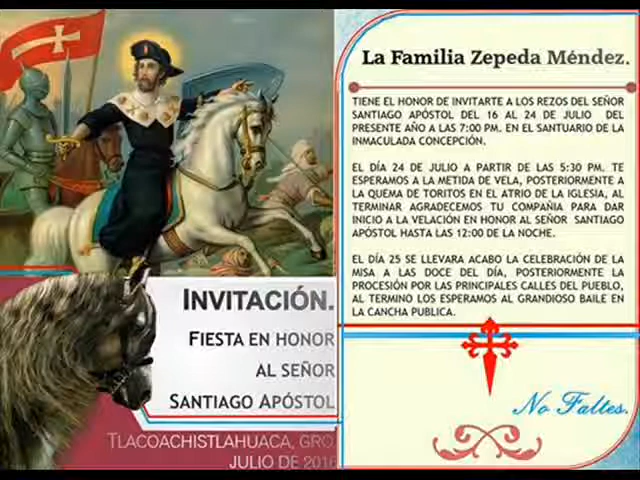 INVITACIÓN.
FIESTA EN HONOR
AL SEÑOR
SANTIAGO APÓSTOL
TLACOACHISTLAHUACA, GRO.
JULIO DE 2016
La Familia Zepeda Méndez.
TIENE EL HONOR DE INVITARTE A LOS REZOS DEL SEÑOR
SANTIAGO APÓSTOL DEL 16 AL 24 DE JULIO DEL
PRESENTE AÑO A LAS 7:00 PM. EN EL SANTUARIO DE LA
INMACULADA CONCEPCIÓN.
EL DÍA 24 DE JULIO A PARTIR DE LAS 5:30 PM. TE
ESPERAMOS A LA METIDA DE VELA, POSTERIORMENTE A
LA QUEMA DE TORITOS EN EL ATRIO DE LA IGLESIA, AL
TERMINAR AGRADECEMOS TU COMPAÑIA PARA DAR
INICIO A LA VELACIÓN EN HONOR AL SEÑOR SANTIAGO
APÓSTOL HASTA LAS 12:00 DE LA NOCHE.
EL DÍA 25 SE LLEVARA ACABO LA CELEBRACIÓN DE LA
MISA A LAS DOCE DEL DÍA, POSTERIORMENTE LA
PROCESIÓN POR LAS PRINCIPALES CALLES DEL PUEBLO,
AL TERMINO LOS ESPERAMOS AL GRANDIOSO BAILE EN
LA CANCHA PUBLICA.
No Faltes.